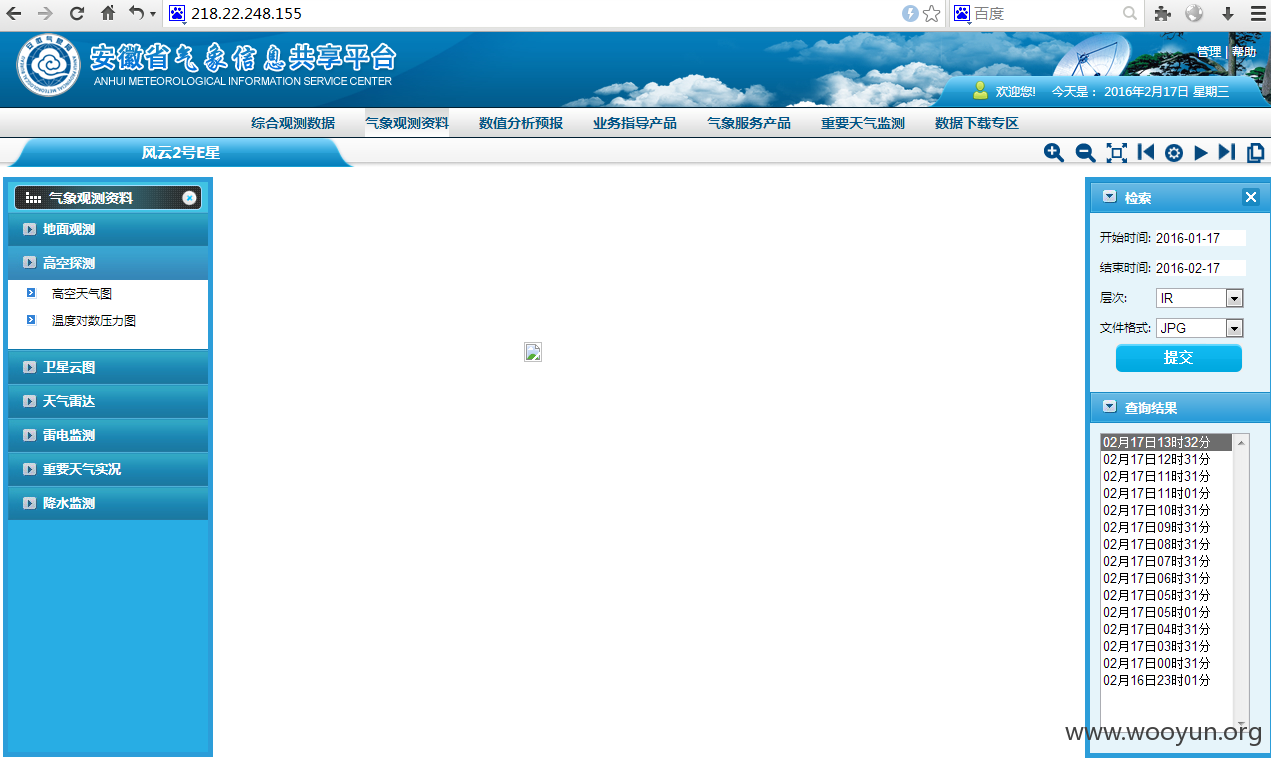 218.22.248.155
百度
安徽省气象信息共享平台
ANHUI METEOROLOGICAL INFORMATION SERVICE CENTER
管理 | 帮助
欢迎您! 今天是： 2016年2月17日 星期三
综合观测数据 气象观测资料 数值分析预报 业务指导产品 气象服务产品 重要天气监测 数据下载专区
风云2号E星
气象观测资料
地面观测
高空探测
高空天气图
温度对数压力图
卫星云图
天气雷达
雷电监测
重要天气实况
降水监测
检索
开始时间: 2016-01-17
结束时间: 2016-02-17
层次: IR
文件格式: JPG
提交
查询结果
02月17日13时32分
02月17日12时31分
02月17日11时31分
02月17日11时01分
02月17日10时31分
02月17日09时31分
02月17日08时31分
02月17日07时31分
02月17日06时31分
02月17日05时31分
02月17日05时01分
02月17日04时31分
02月17日03时31分
02月17日00时31分
02月16日23时01分
www.wooyun.org